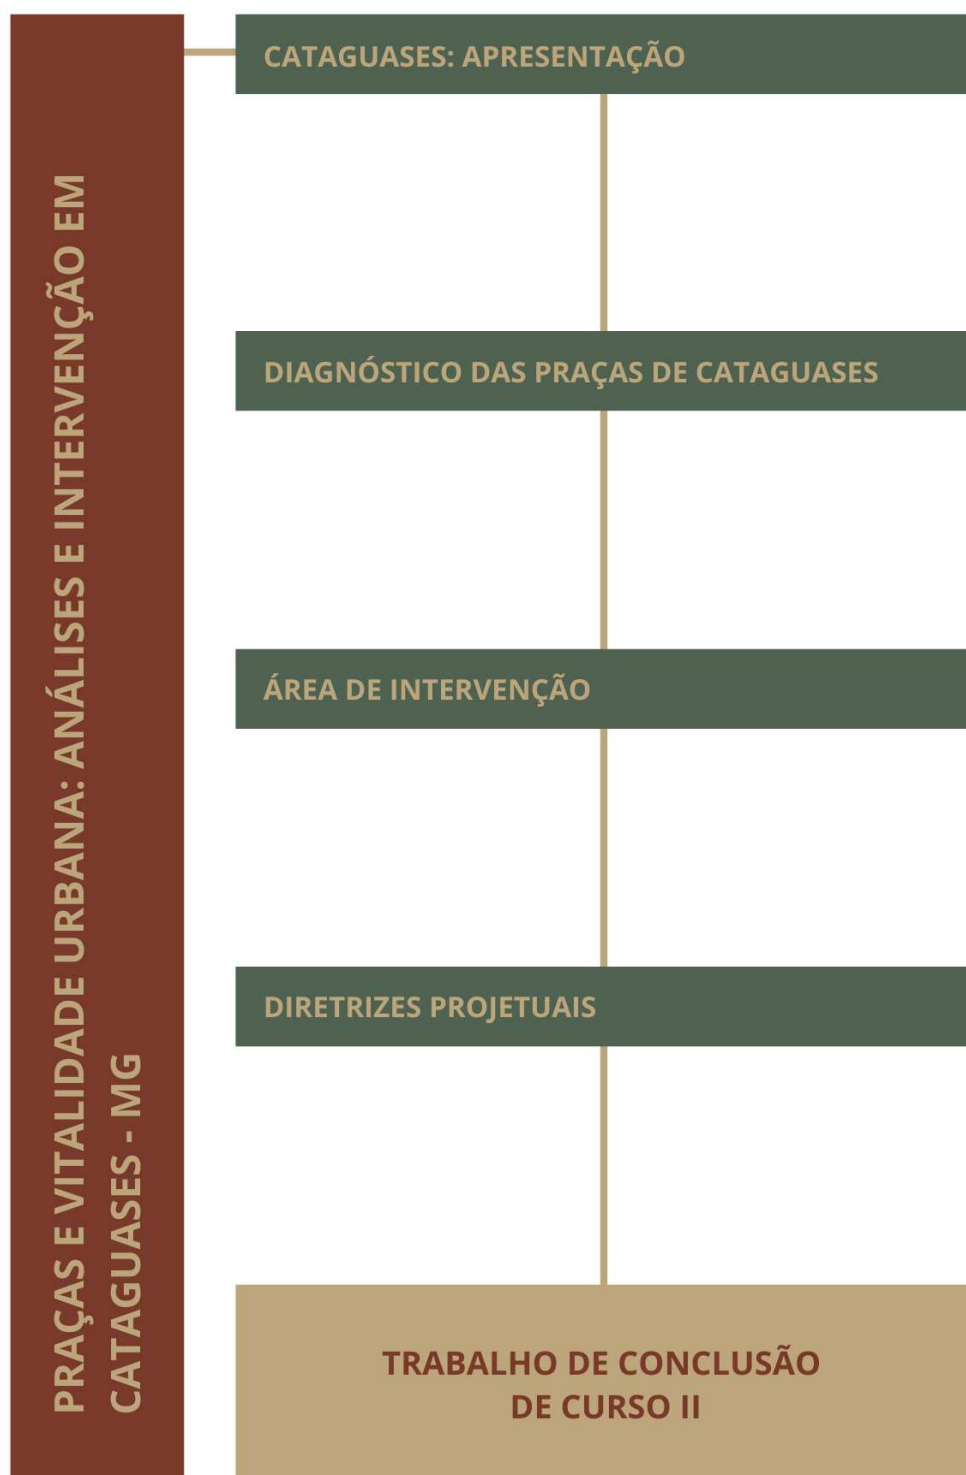 PRAÇAS E VITALIDADE URBANA: ANÁLISES E INTERVENÇÃO EM
CATAGUASES - MG
CATAGUASES: APRESENTAÇÃO
DIAGNÓSTICO DAS PRAÇAS DE CATAGUASES
ÁREA DE INTERVENÇÃO
DIRETRIZES PROJETUAIS
TRABALHO DE CONCLUSÃO
DE CURSO II